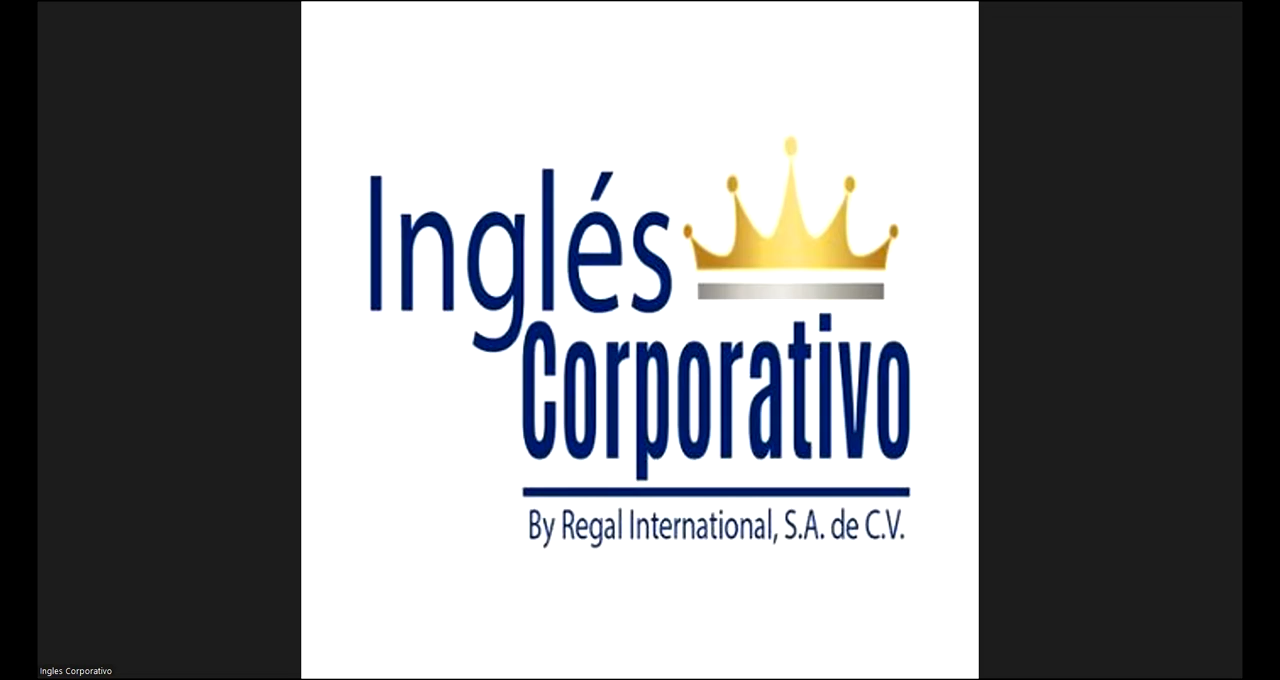 Inglés
Corporativo
By Regal International, S.A. de C.V.
Ingles Corporativo